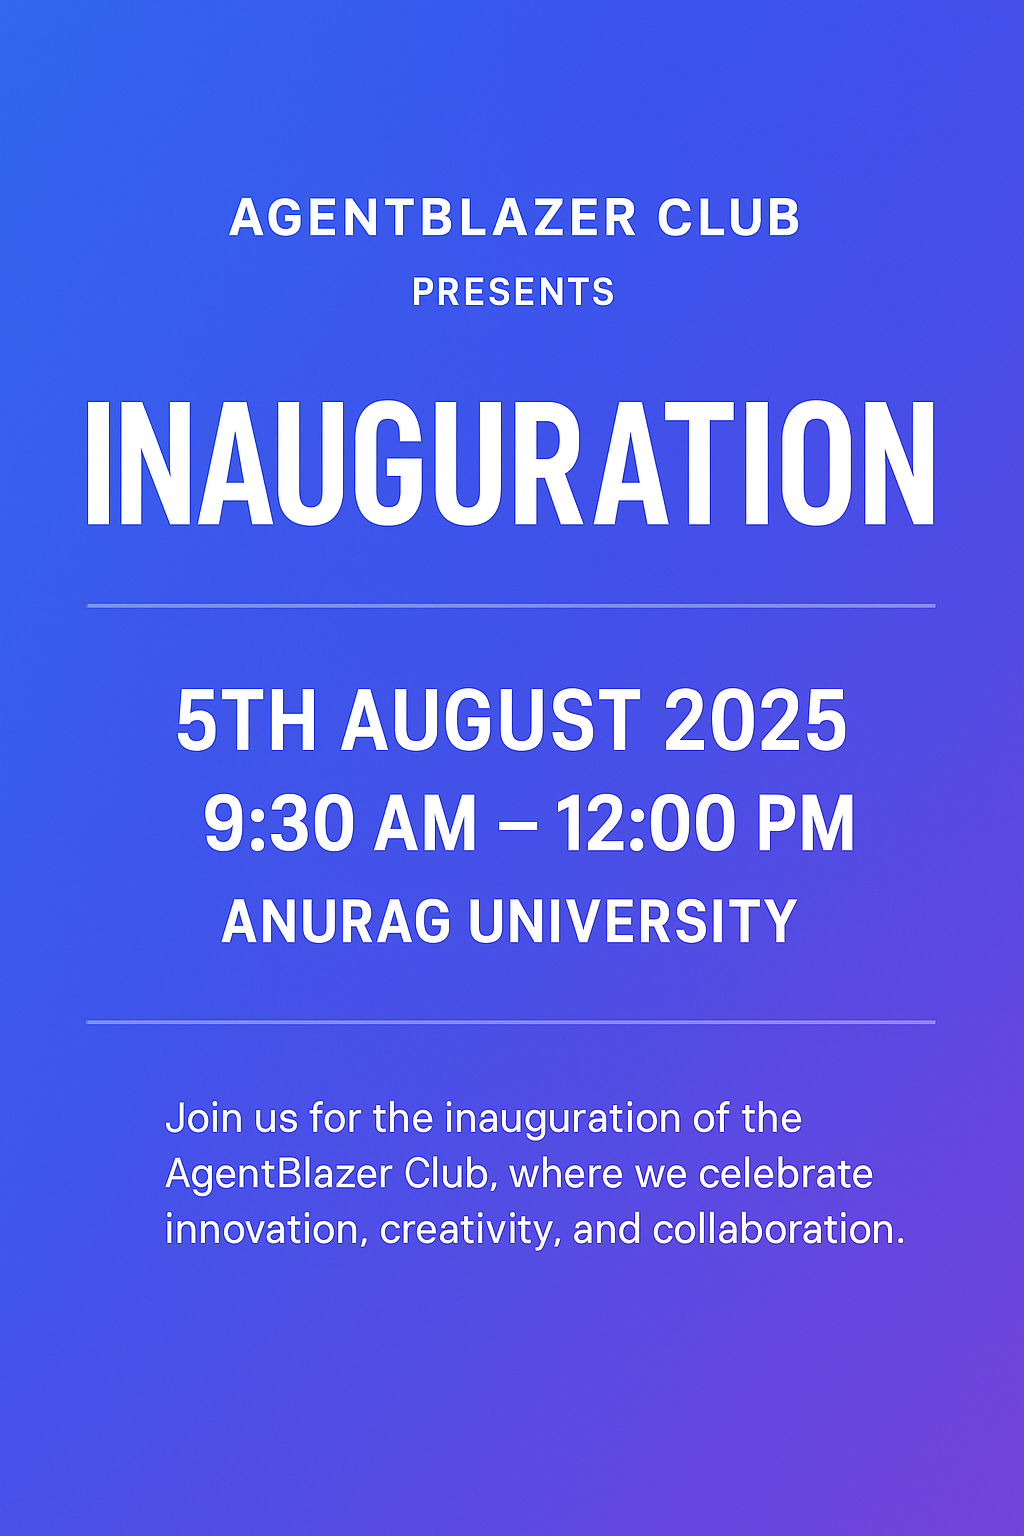 AGENTBLAZER CLUB
PRESENTS
INAUGURATION
5TH AUGUST 2025
9:30 AM – 12:00 PM
ANURAG UNIVERSITY
Join us for the inauguration of the
AgentBlazer Club, where we celebrate
innovation, creativity, and collaboration.